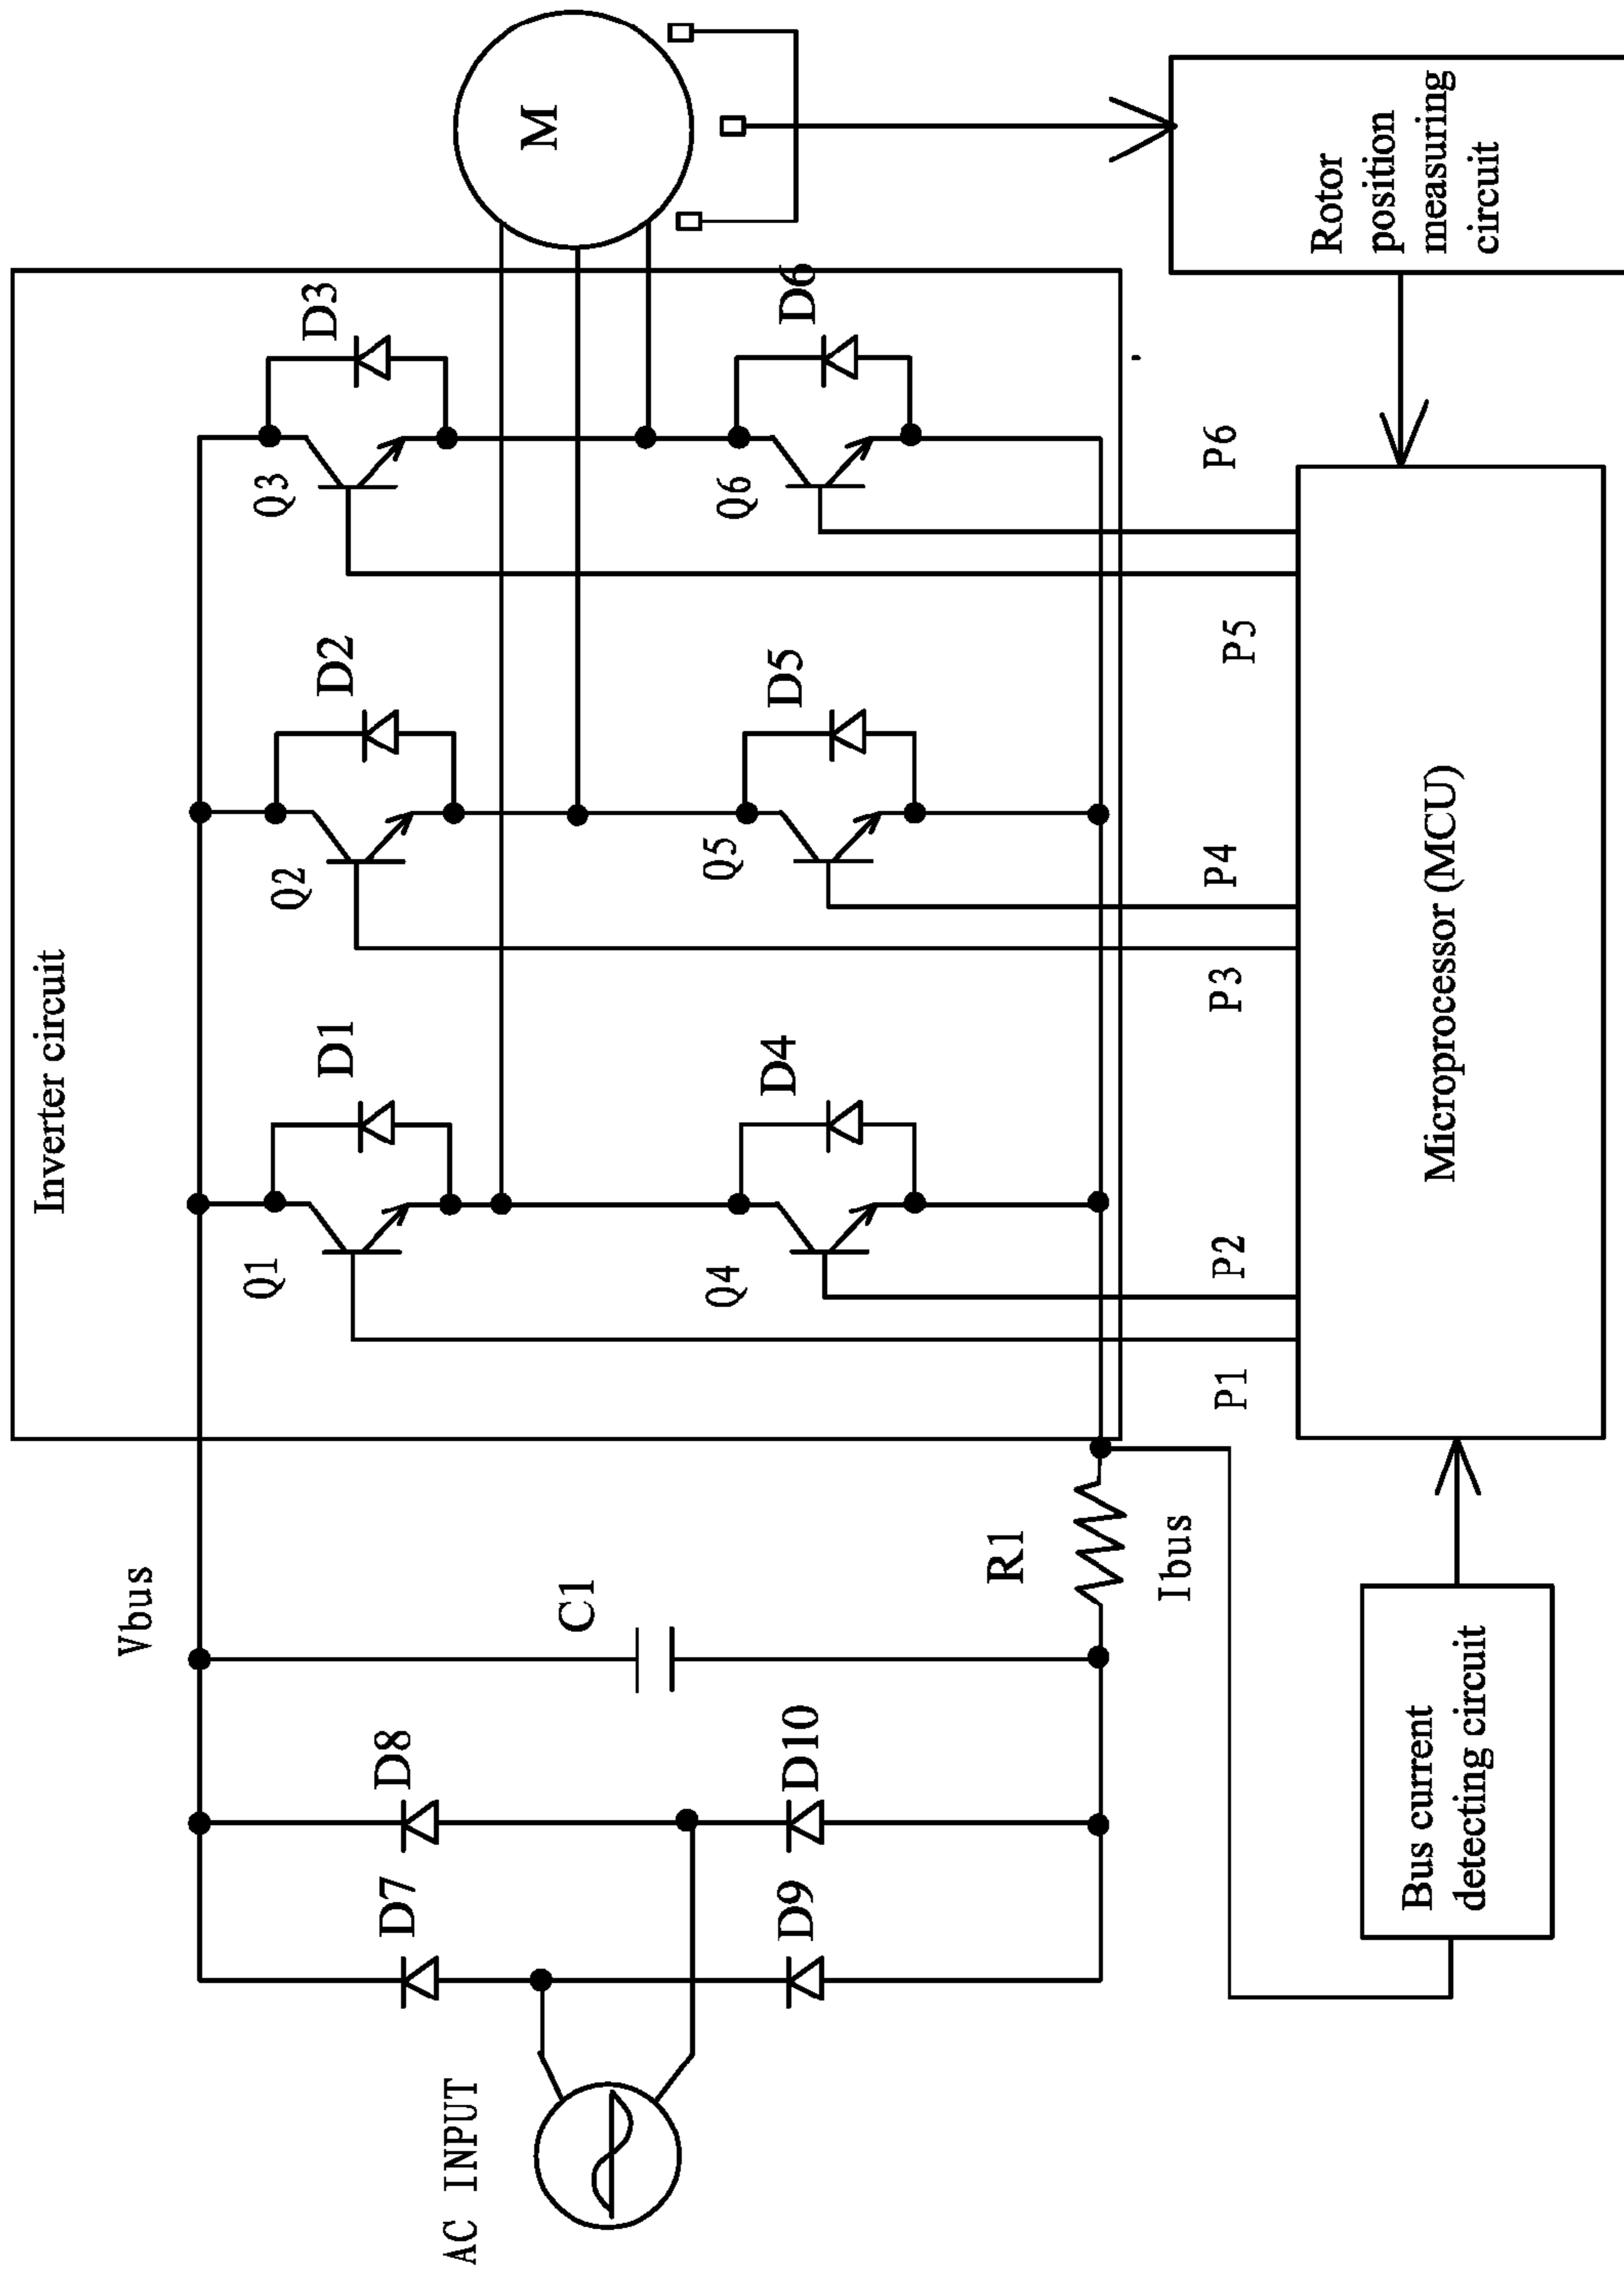 Inverter circuit
Vbus
D1
D2
D3
Q1
Q2
Q3
M
AC INPUT
D7
D8
C1
D4
D5
D6
Q4
Q5
Q6
D9
D10
R1
Ibus
P1
P2
P3
P4
P5
P6
Rotor
position
measuring
circuit
Bus current
detecting circuit
Microprocessor (MCU)